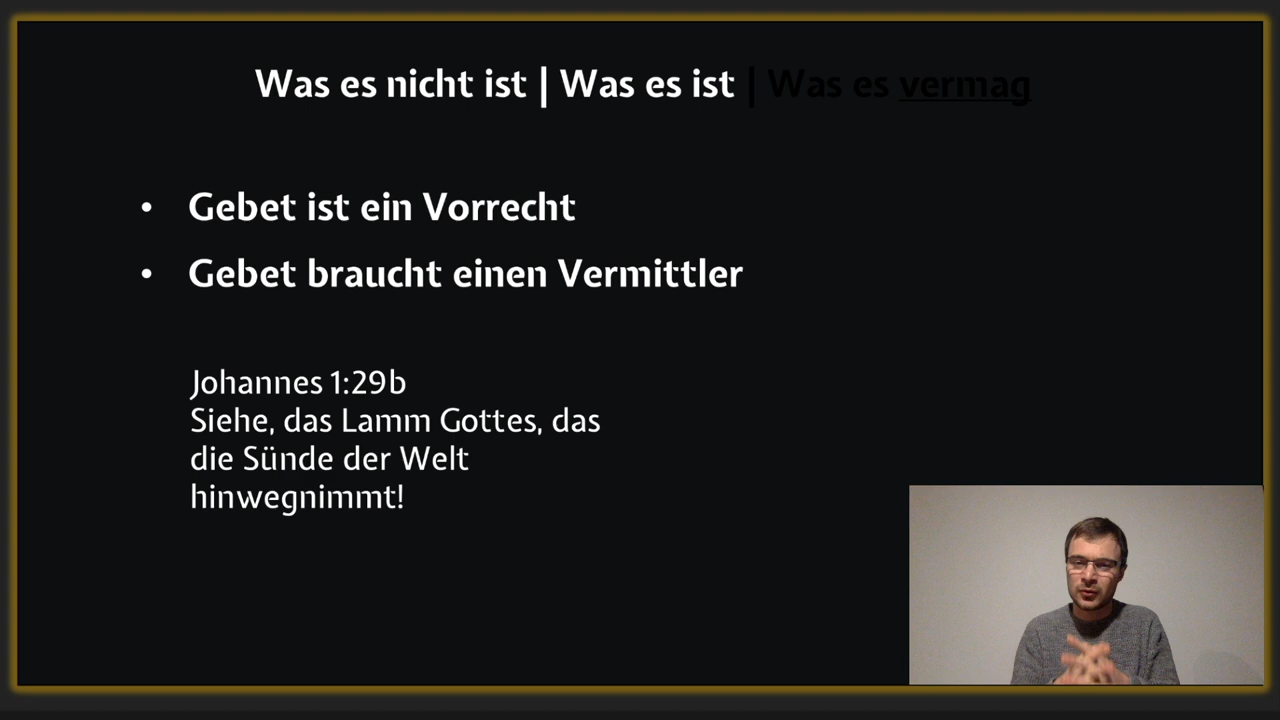 Was es nicht ist | Was es ist | Was es vermag
• Gebet ist ein Vorrecht
• Gebet braucht einen Vermittler
Johannes 1:29b
Siehe, das Lamm Gottes, das
die Sünde der Welt
hinwegnimmt!